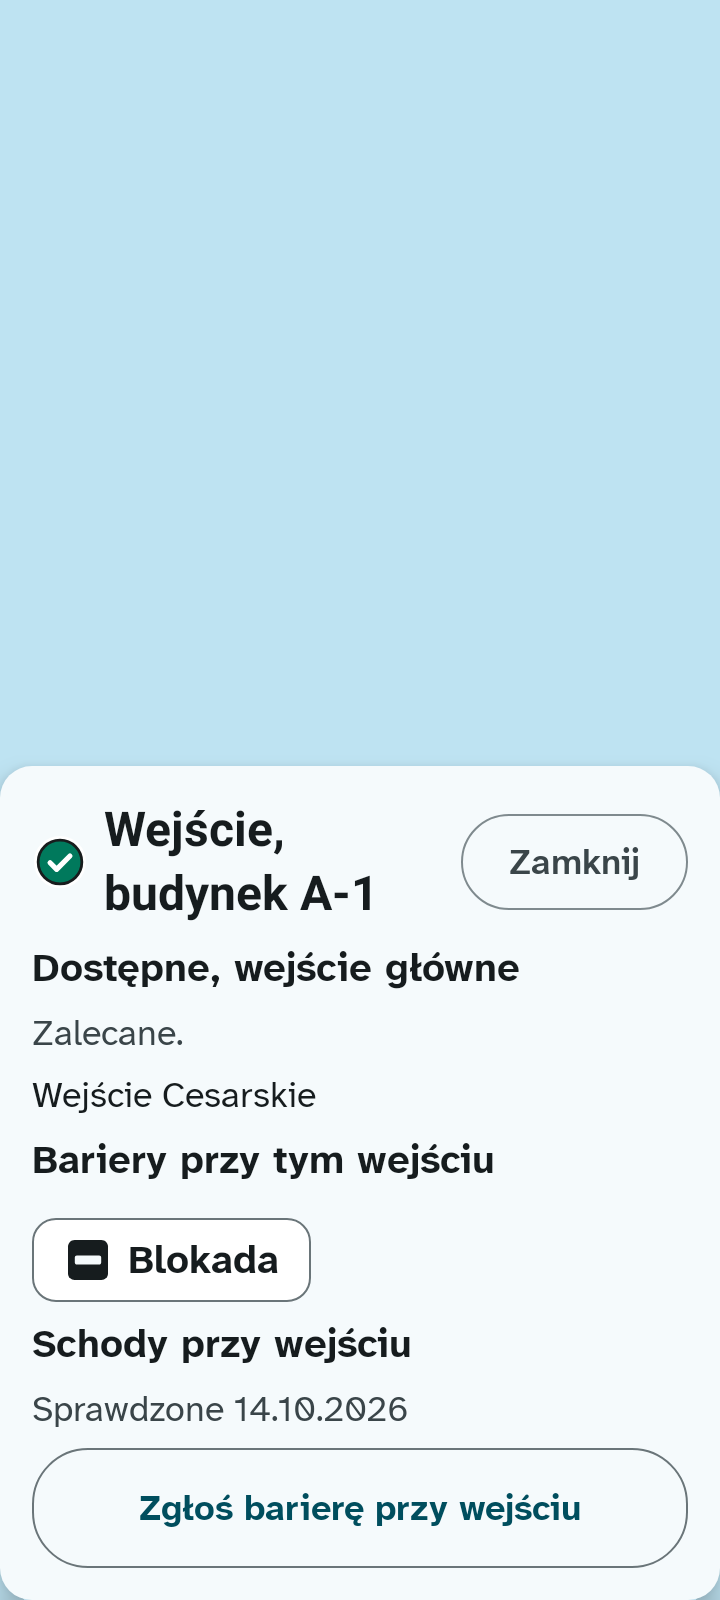 Wejście,
budynek A-1
Zamknij
Dostępne, wejście główne
Zalecane.
Wejście Cesarskie
Bariery przy tym wejściu
Blokada
Schody przy wejściu
Sprawdzone 14.10.2026
Zgłoś barierę przy wejściu